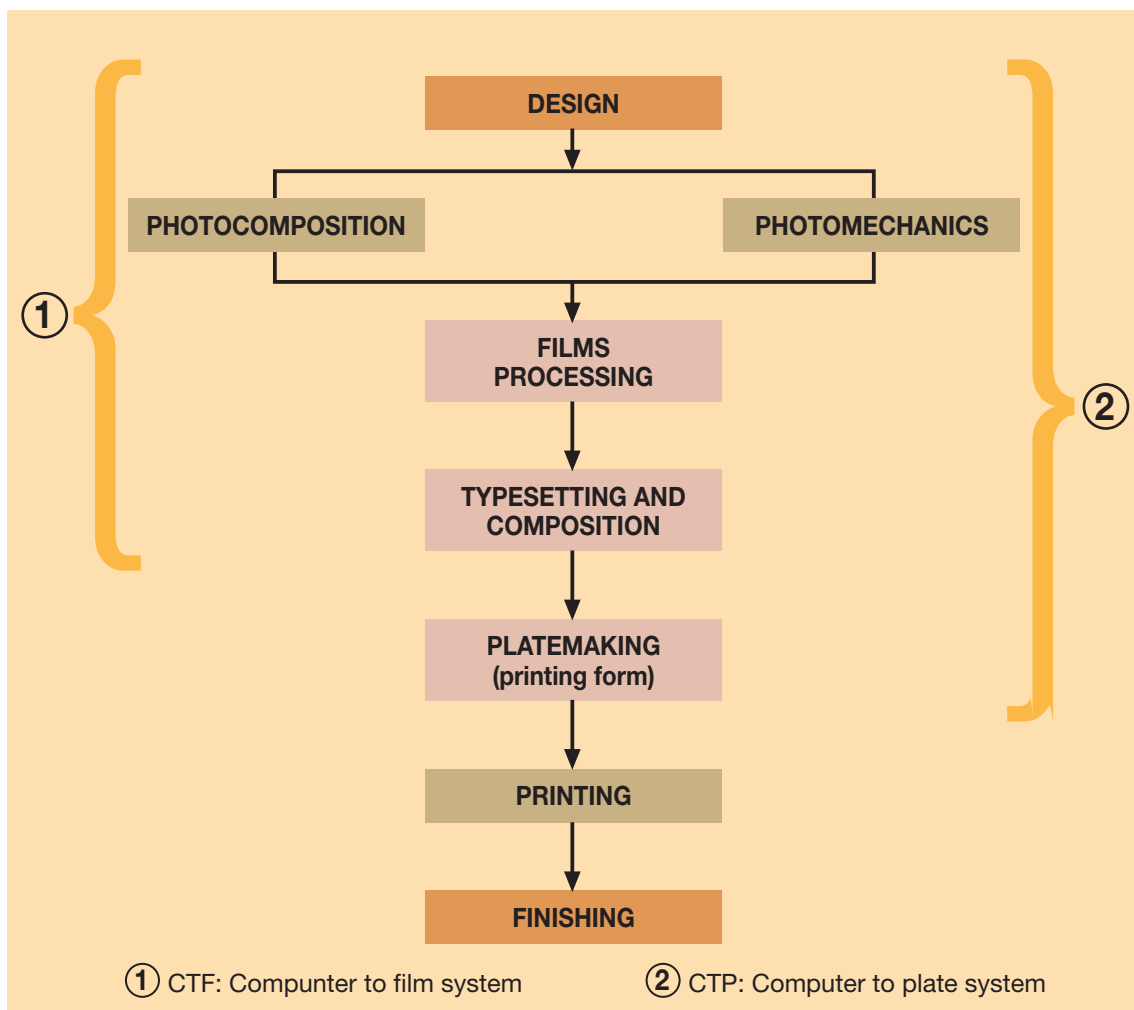 DESIGN
PHOTOCOMPOSITION
PHOTOMECHANICS
1
FILMS
PROCESSING
2
TYPESETTING AND
COMPOSITION
PLATEMAKING
(printing form)
PRINTING
FINISHING
1 CTF: Compunter to film system
2 CTP: Computer to plate system